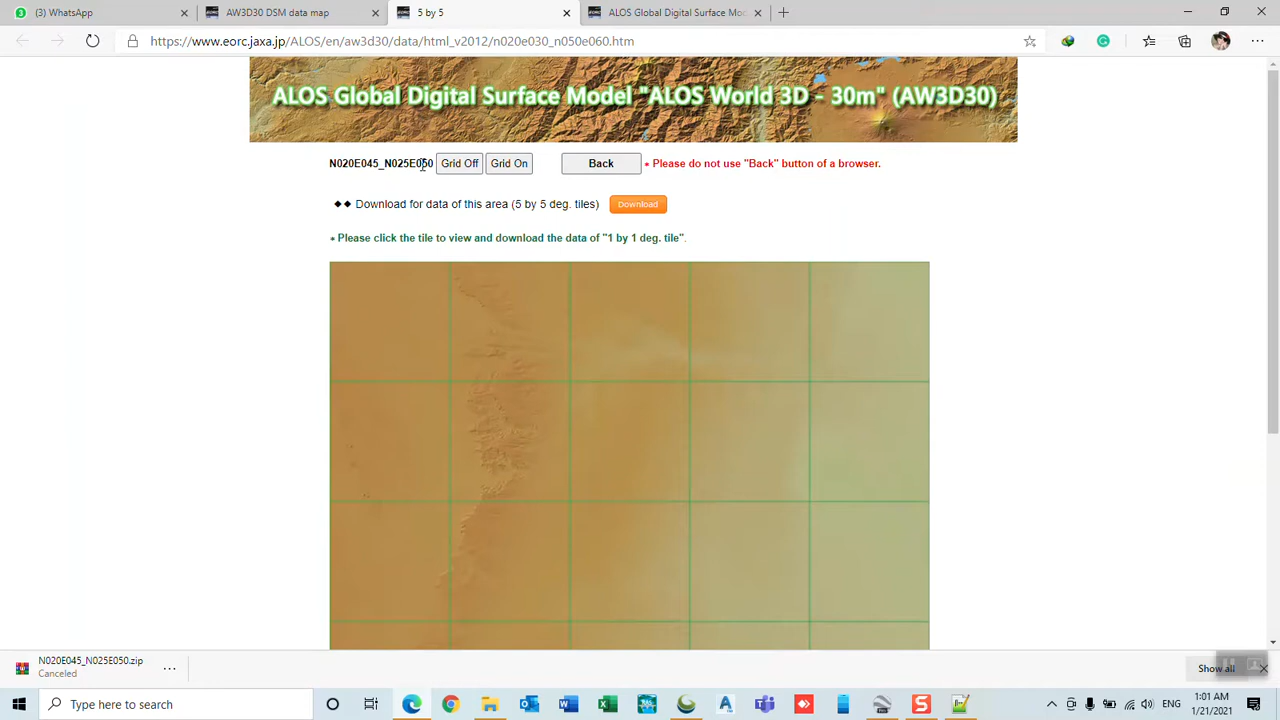 (3) WhatsApp
AW3D30 DSM data map
5 by 5
ALOS Global Digital Surface Mo
https://www.eorc.jaxa.jp/ALOS/en/aw3d30/data/html_v2012/n020e030_n050e060.htm
ALOS Global Digital Surface Model "ALOS World 3D - 30m" (AW3D30)
N020E045_N025E050
Grid Off
Grid On
Back
* Please do not use "Back" button of a browser.
◆◆ Download for data of this area (5 by 5 deg. tiles)
Download
* Please click the tile to view and download the data of "1 by 1 deg. tile".
N020E045_N025E050.zip
Canceled
Show all
Type here to search
ENG
1:01 AM
1/21/2021